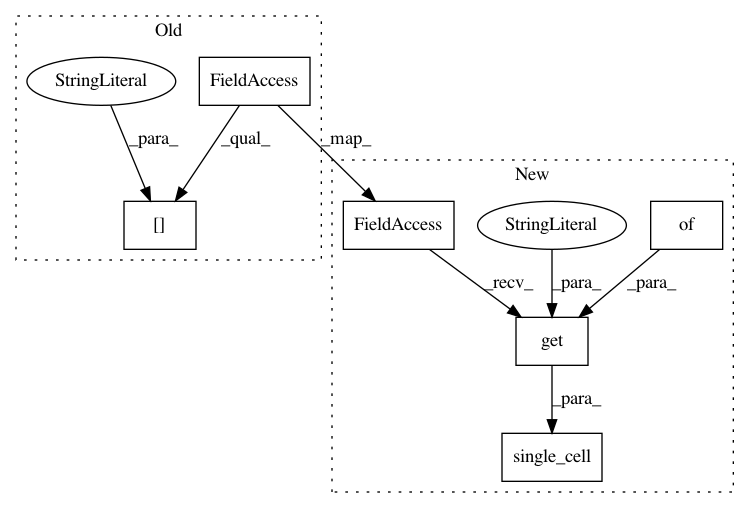 Old
StringLiteral
FieldAccess
_para_
_qual_
_map_
[]
New
FieldAccess
StringLiteral
of
_recv_
_para_
_para_
get
_para_
single_cell